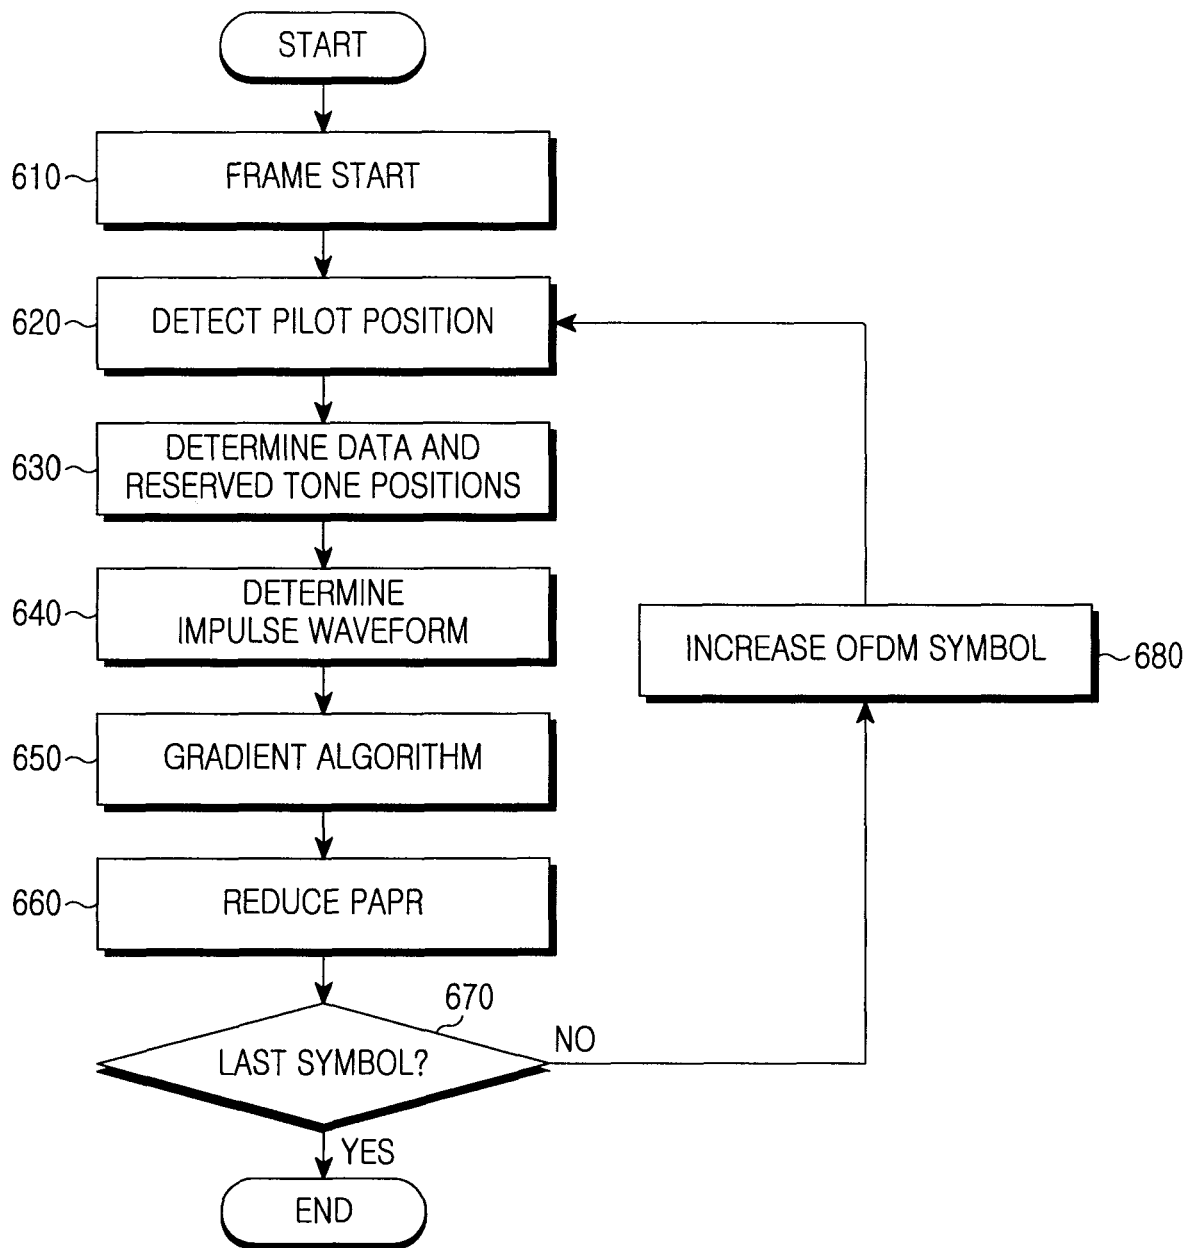 START
610
FRAME START
620
DETECT PILOT POSITION
630
DETERMINE DATA AND
RESERVED TONE POSITIONS
640
DETERMINE
IMPULSE WAVEFORM
INCREASE OFDM SYMBOL
680
650
GRADIENT ALGORITHM
660
REDUCE PAPR
670
LAST SYMBOL?
NO
YES
END